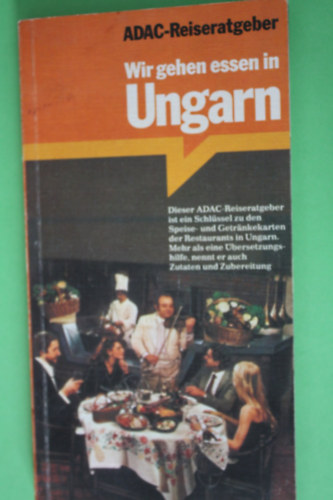 ADAC-Reiseratgeber
Wir gehen essen in
Ungarn
Dieser ADAC-Reiseratgeber
ist ein Schlüssel zu den
Speise- und Getränkekarten
der Restaurants in Ungarn.
Mehr als eine Übersetzungs-
hilfe, nennt er auch
Zutaten und Zubereitung